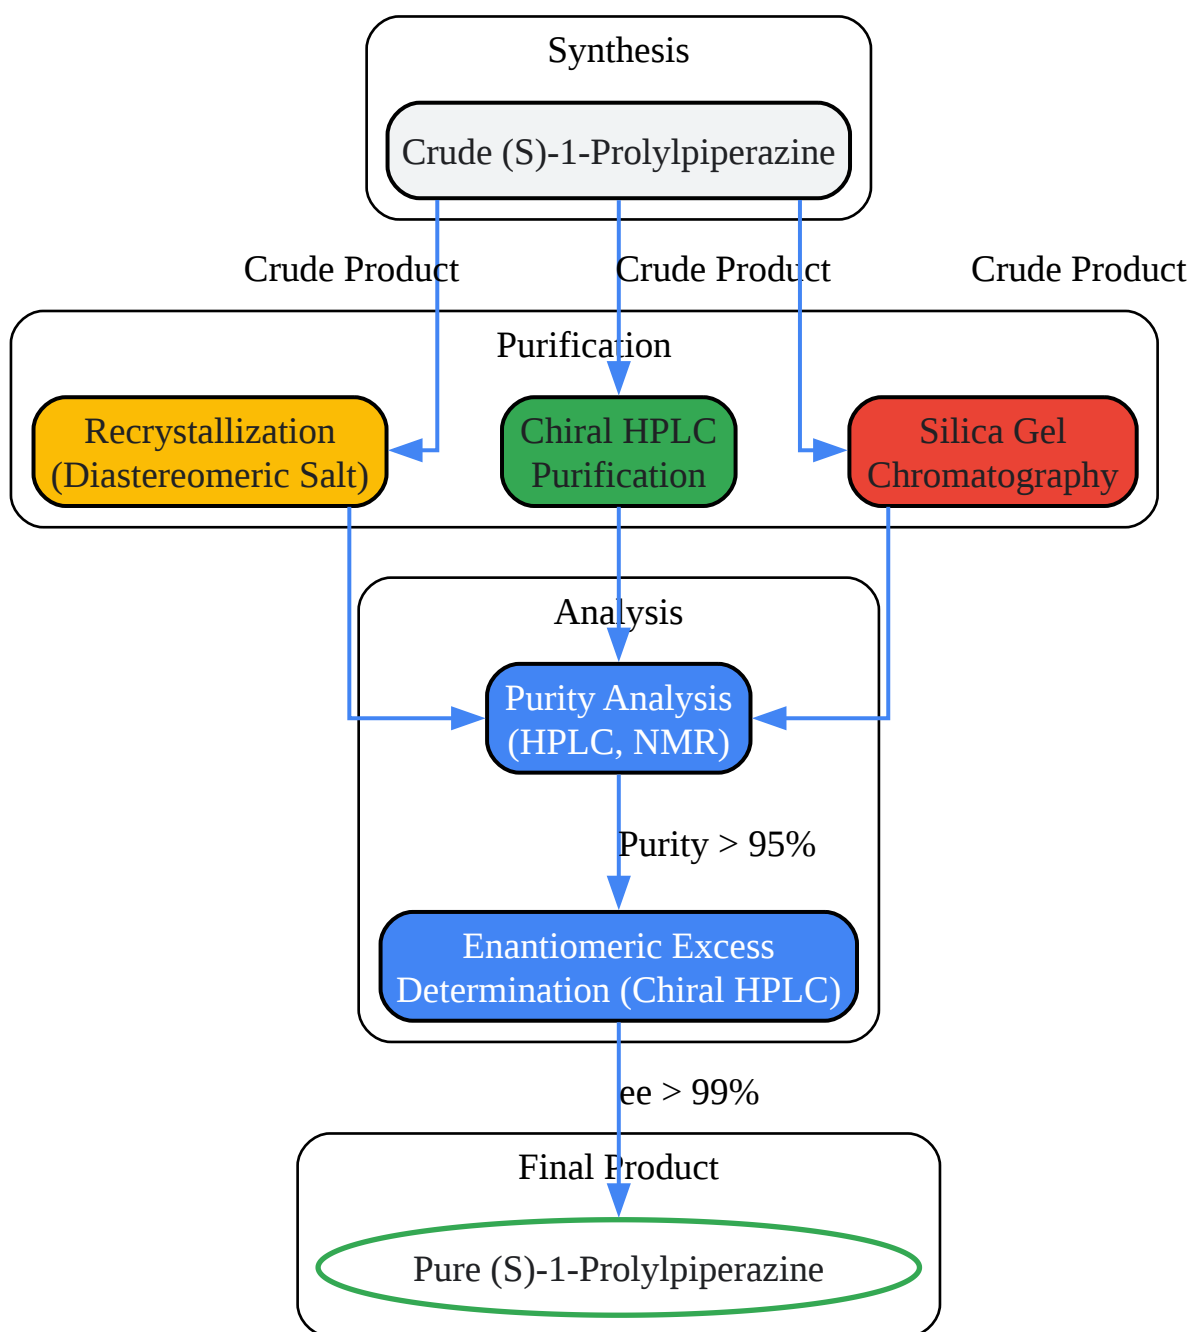 Synthesis
Crude (S)-1-Prolylpiperazine
Crude Product
Crude Product
Crude Product
Purification
Recrystallization
(Diastereomeric Salt)
Chiral HPLC
Purification
Silica Gel
Chromatography
Analysis
Purity Analysis
(HPLC, NMR)
Purity > 95%
Enantiomeric Excess
Determination (Chiral HPLC)
ee > 99%
Final Product
Pure (S)-1-Prolylpiperazine